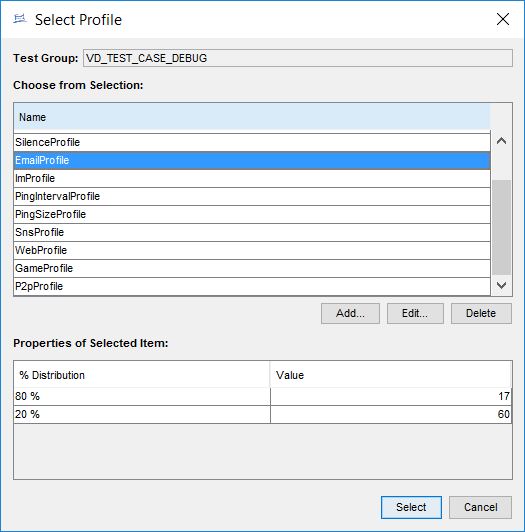 Select Profile
Test Group: VD_TEST_CASE_DEBUG
Choose from Selection:
Name
SilenceProfile
EmailProfile
ImProfile
PingIntervalProfile
PingSizeProfile
SnsProfile
WebProfile
GameProfile
P2pProfile
Add... Edit... Delete
Properties of Selected Item:
% Distribution Value
80 % 17
20 % 60
Select Cancel